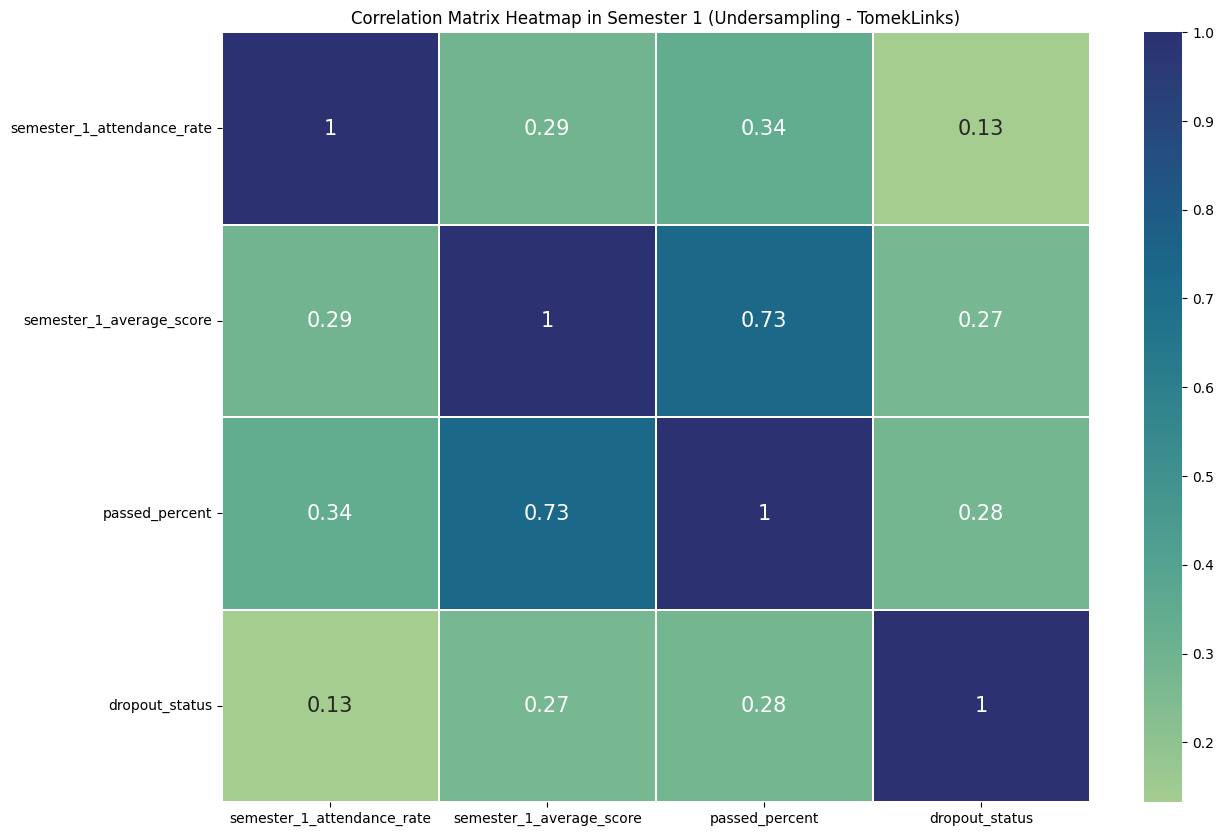 Correlation Matrix Heatmap in Semester 1 (Undersampling - TomekLinks)
semester_1_attendance_rate 1 0.29 0.34 0.13
semester_1_average_score 0.29 1 0.73 0.27
passed_percent 0.34 0.73 1 0.28
dropout_status 0.13 0.27 0.28 1
semester_1_attendance_rate semester_1_average_score passed_percent dropout_status
1.0
0.9
0.8
0.7
0.6
0.5
0.4
0.3
0.2